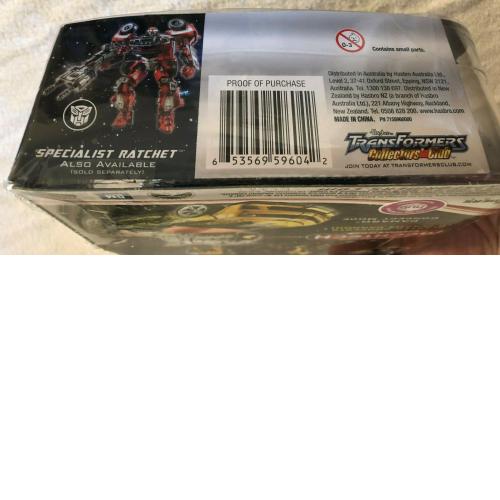 SPECIALIST RATCHET™
ALSO AVAILABLE
(SOLD SEPARATELY)
PROOF OF PURCHASE
6 53569 59604 2
0-3
Contains small parts.
Distributed in Australia by Hasbro Australia Ltd.,
Level 2, 37-41 Oxford Street, Epping, NSW 2121,
Australia. Tel. 1300 138 697. Distributed in New
Zealand by Hasbro NZ (a branch of Hasbro
Australia Ltd.), 221 Albany Highway, Auckland,
New Zealand, Tel. 0508 828 200. www.hasbro.com
MADE IN CHINA.
TRANSFORMERS
Collectors Club
JOIN TODAY AT TRANSFORMERSCLUB.COM